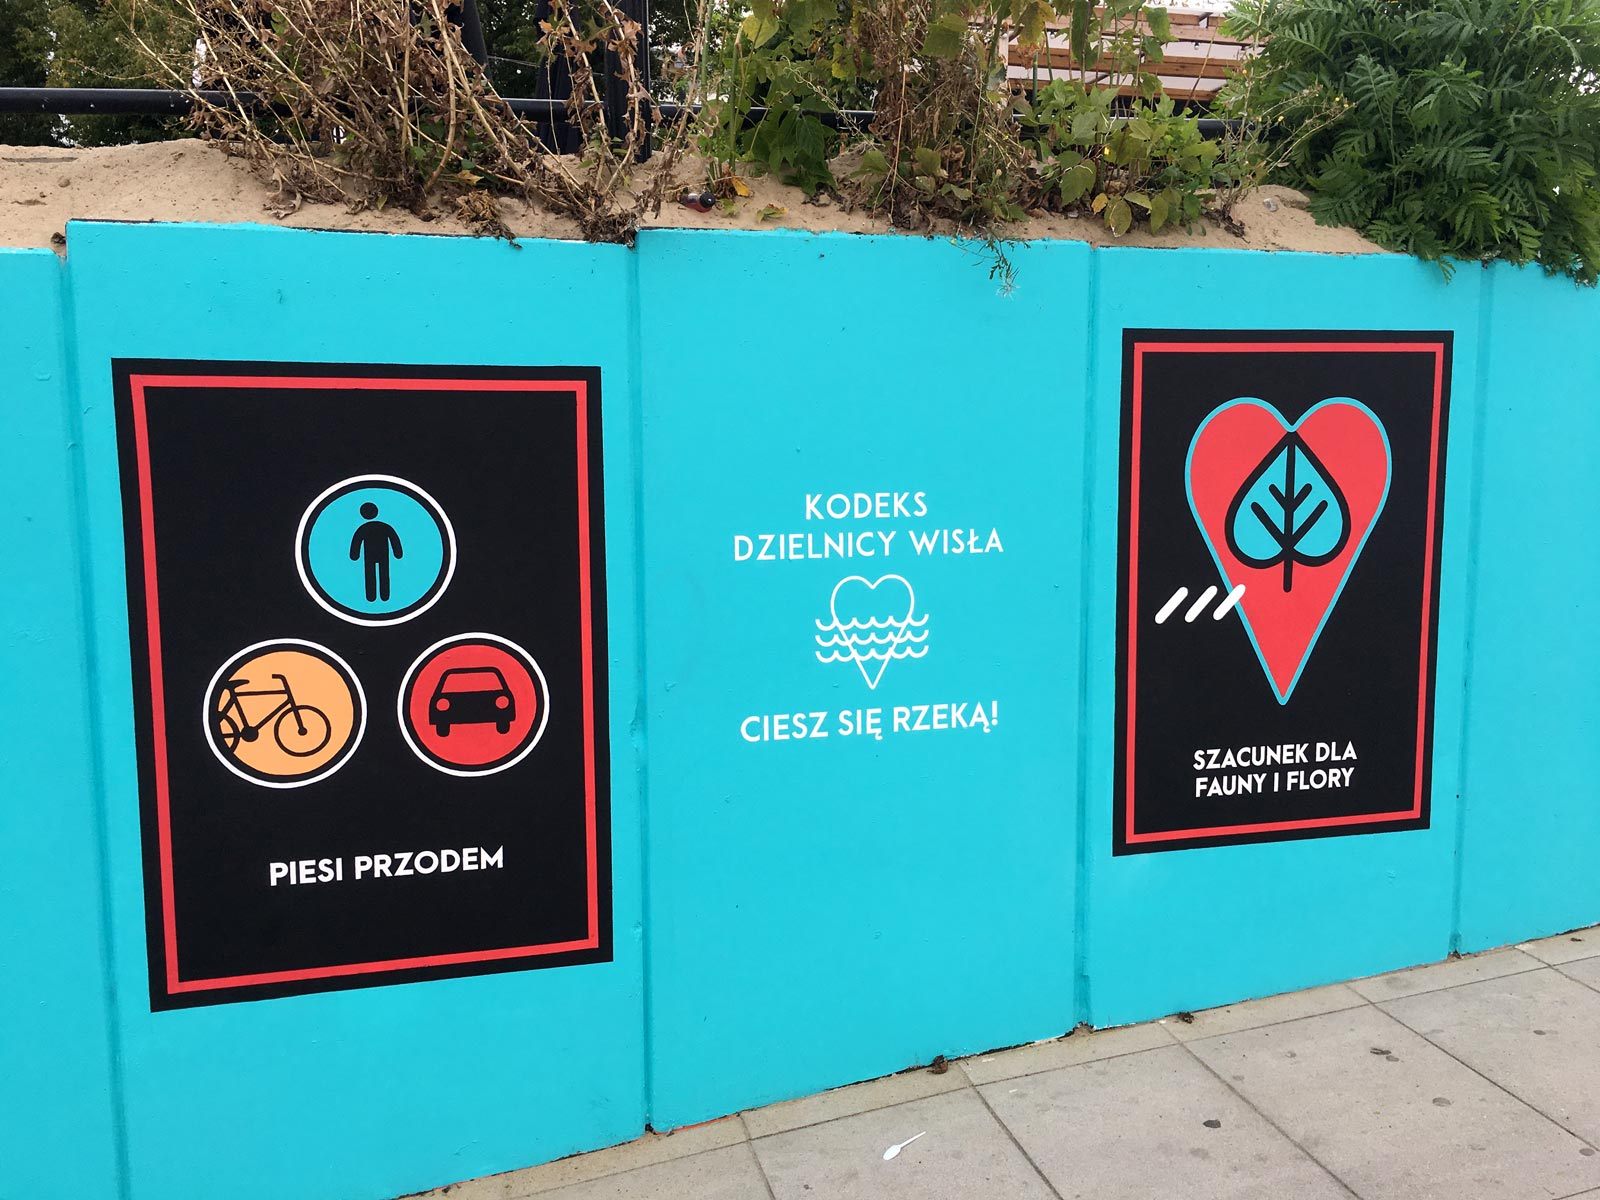 PIESI PRZODEM
KODEKS
DZIELNICY WISŁA
CIESZ SIĘ RZEKĄ!
SZACUNEK DLA
FAUNY I FLORY